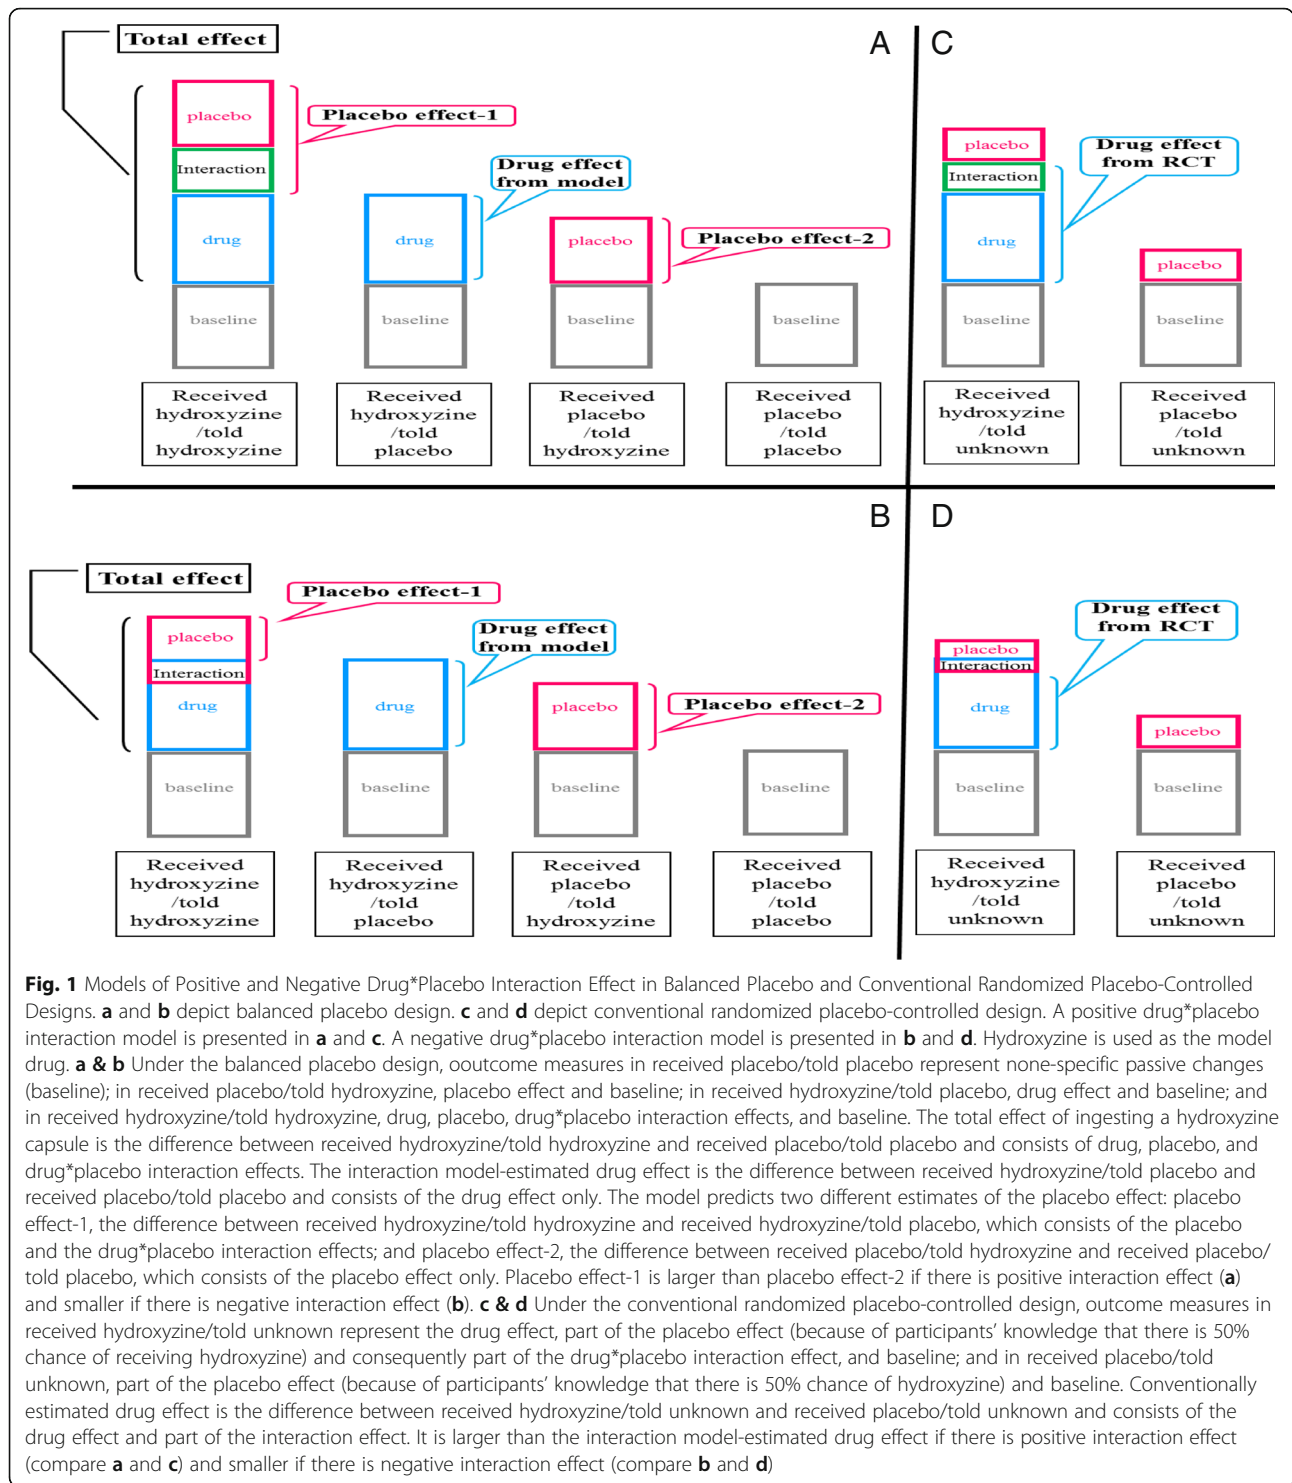 Total effect
A
placebo
Placebo effect-1
Interaction
Drug effect
from model
drug
drug
placebo
Placebo effect-2
baseline
baseline
baseline
baseline
Received
hydroxyzine
/told
hydroxyzine
Received
hydroxyzine
/told
placebo
Received
placebo
/told
hydroxyzine
Received
placebo
/told
placebo
C
placebo
Drug effect
from RCT
Interaction
drug
placebo
baseline
baseline
Received
hydroxyzine
/told
unknown
Received
placebo
/told
unknown
B
Total effect
Placebo effect-1
placebo
Drug effect
from model
Interaction
drug
drug
placebo
Placebo effect-2
baseline
baseline
baseline
baseline
Received
hydroxyzine
/told
hydroxyzine
Received
hydroxyzine
/told
placebo
Received
placebo
/told
hydroxyzine
Received
placebo
/told
placebo
D
Drug effect
from RCT
placebo
Interaction
drug
placebo
baseline
baseline
Received
hydroxyzine
/told
unknown
Received
placebo
/told
unknown
Fig. 1 Models of Positive and Negative Drug*Placebo Interaction Effect in Balanced Placebo and Conventional Randomized Placebo-Controlled
Designs. a and b depict balanced placebo design. c and d depict conventional randomized placebo-controlled design. A positive drug*placebo
interaction model is presented in a and c. A negative drug*placebo interaction model is presented in b and d. Hydroxyzine is used as the model
drug. a & b Under the balanced placebo design, ooutcome measures in received placebo/told placebo represent none-specific passive changes
(baseline); in received placebo/told hydroxyzine, placebo effect and baseline; in received hydroxyzine/told placebo, drug effect and baseline; and
in received hydroxyzine/told hydroxyzine, drug, placebo, drug*placebo interaction effects, and baseline. The total effect of ingesting a hydroxyzine
capsule is the difference between received hydroxyzine/told hydroxyzine and received placebo/told placebo and consists of drug, placebo, and
drug*placebo interaction effects. The interaction model-estimated drug effect is the difference between received hydroxyzine/told placebo and
received placebo/told placebo and consists of the drug effect only. The model predicts two different estimates of the placebo effect: placebo
effect-1, the difference between received hydroxyzine/told hydroxyzine and received hydroxyzine/told placebo, which consists of the placebo
and the drug*placebo interaction effects; and placebo effect-2, the difference between received placebo/told hydroxyzine and received placebo/
told placebo, which consists of the placebo effect only. Placebo effect-1 is larger than placebo effect-2 if there is positive interaction effect (a)
and smaller if there is negative interaction effect (b). c & d Under the conventional randomized placebo-controlled design, outcome measures in
received hydroxyzine/told unknown represent the drug effect, part of the placebo effect (because of participants’ knowledge that there is 50%
chance of receiving hydroxyzine) and consequently part of the drug*placebo interaction effect, and baseline; and in received placebo/told
unknown, part of the placebo effect (because of participants’ knowledge that there is 50% chance of hydroxyzine) and baseline. Conventionally
estimated drug effect is the difference between received hydroxyzine/told unknown and received placebo/told unknown and consists of the
drug effect and part of the interaction effect. It is larger than the interaction model-estimated drug effect if there is positive interaction effect
(compare a and c) and smaller if there is negative interaction effect (compare b and d)